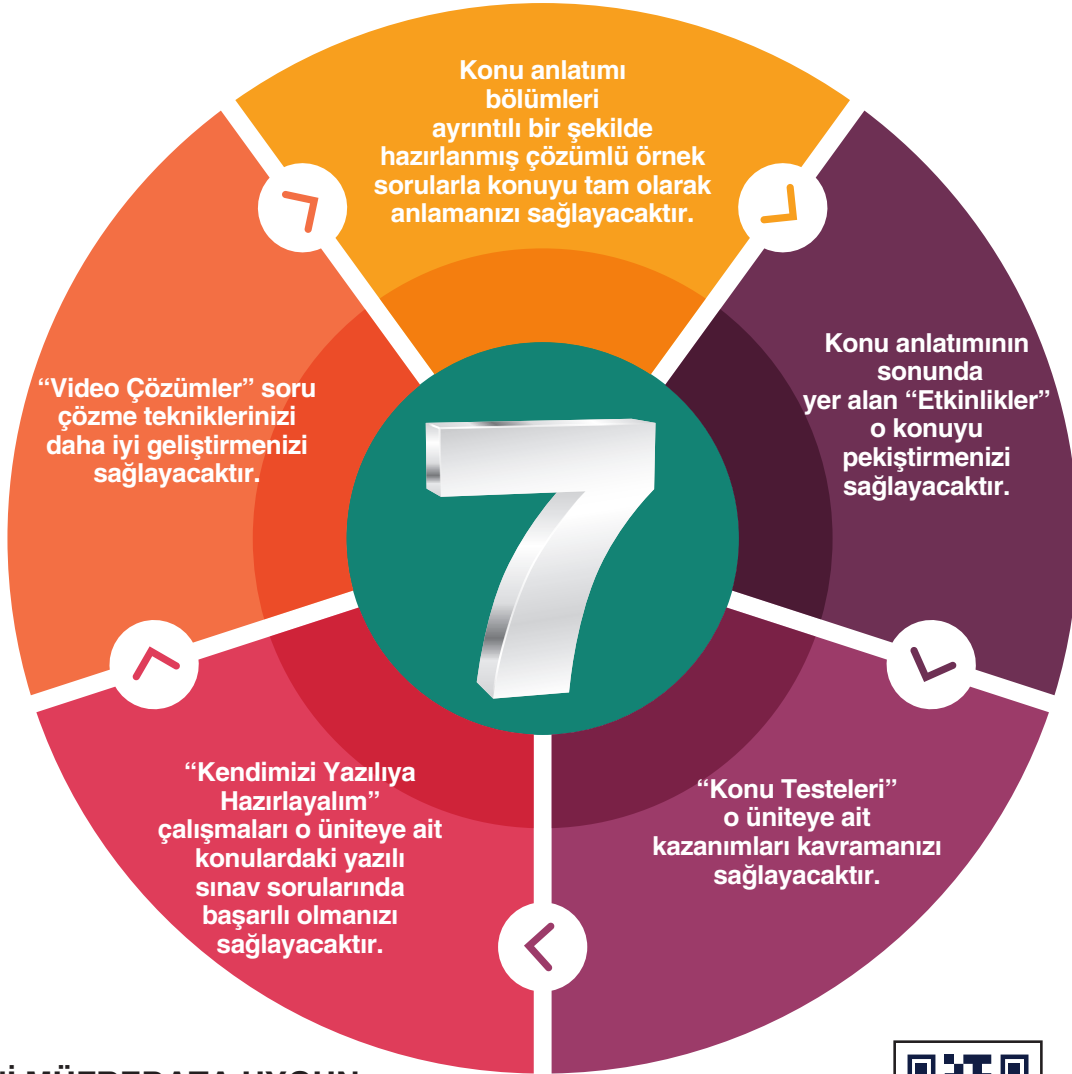 Konu anlatımı
bölümleri
ayrıntılı bir şekilde
hazırlanmış çözümlü örnek
sorularla konuyu tam olarak
anlamanızı sağlayacaktır.
Konu anlatımının
sonunda
yer alan “Etkinlikler”
o konuyu
pekiştirmenizi
sağlayacaktır.
“Konu Testeleri”
o üniteye ait
kazanımları kavramanızı
sağlayacaktır.
“Kendimizi Yazılıya
Hazırlayalım”
çalışmaları o üniteye ait
konulardaki yazılı
sınav sorularında
başarılı olmanızı
sağlayacaktır.
“Video Çözümler” soru
çözme tekniklerinizi
daha iyi geliştirmenizi
sağlayacaktır.
7
MÜFREDATA UYGUN